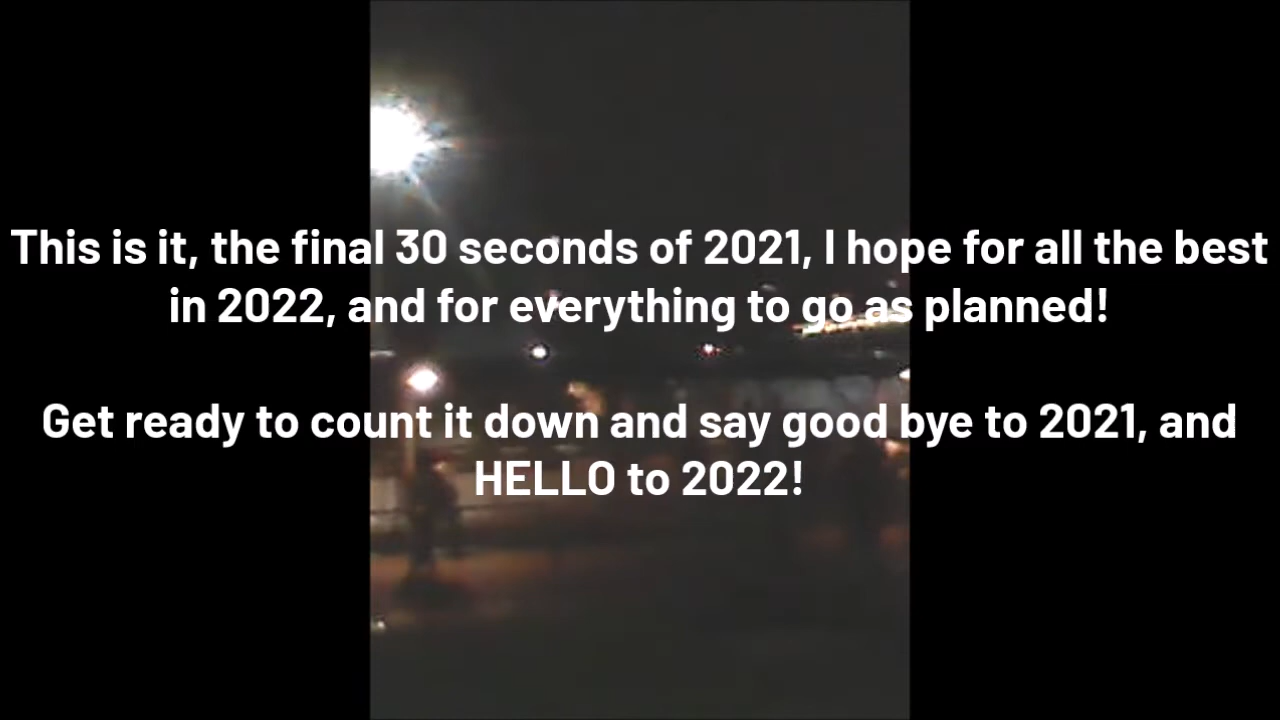 This is it, the final 30 seconds of 2021, I hope for all the best
in 2022, and for everything to go as planned!
Get ready to count it down and say good bye to 2021, and
HELLO to 2022!